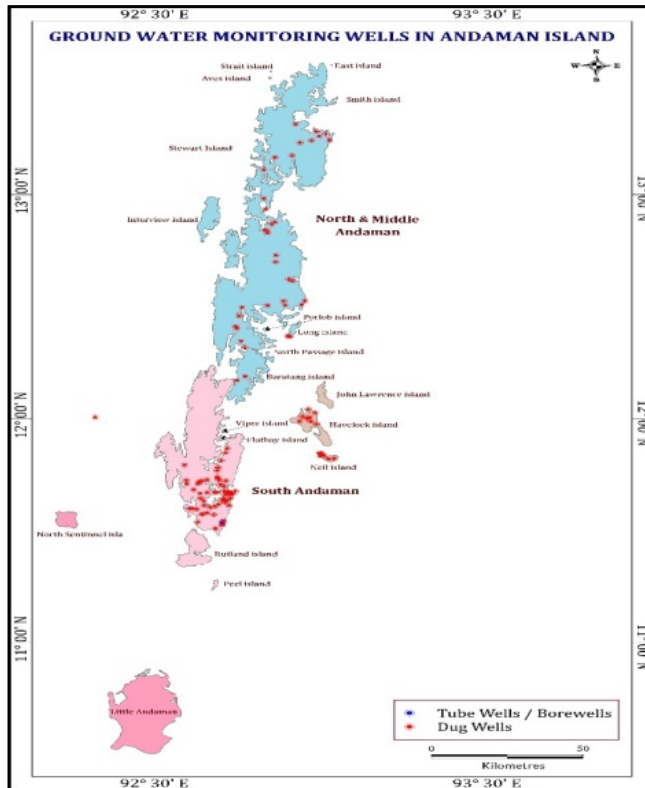 92° 30' E
93° 30' E
GROUND WATER MONITORING WELLS IN ANDAMAN ISLAND
Strait island
East island
Aves island
N
W E
S
Smith island
Stewart Island
13°00' N
13°00' N
Interview island
North & Middle
Andaman
Porlob island
Long island
North Passage Island
Baratang island
John Lawrence island
12°00' N
12°00' N
Viper island
Havelock island
Flatbay island
Neil island
South Andaman
North Sentinnel isla
Rutland island
Peel island
11°00' N
11°00' N
Little Andaman
Tube Wells / Borewells
Dug Wells
0 50
Kilometres
92° 30' E
93° 30' E